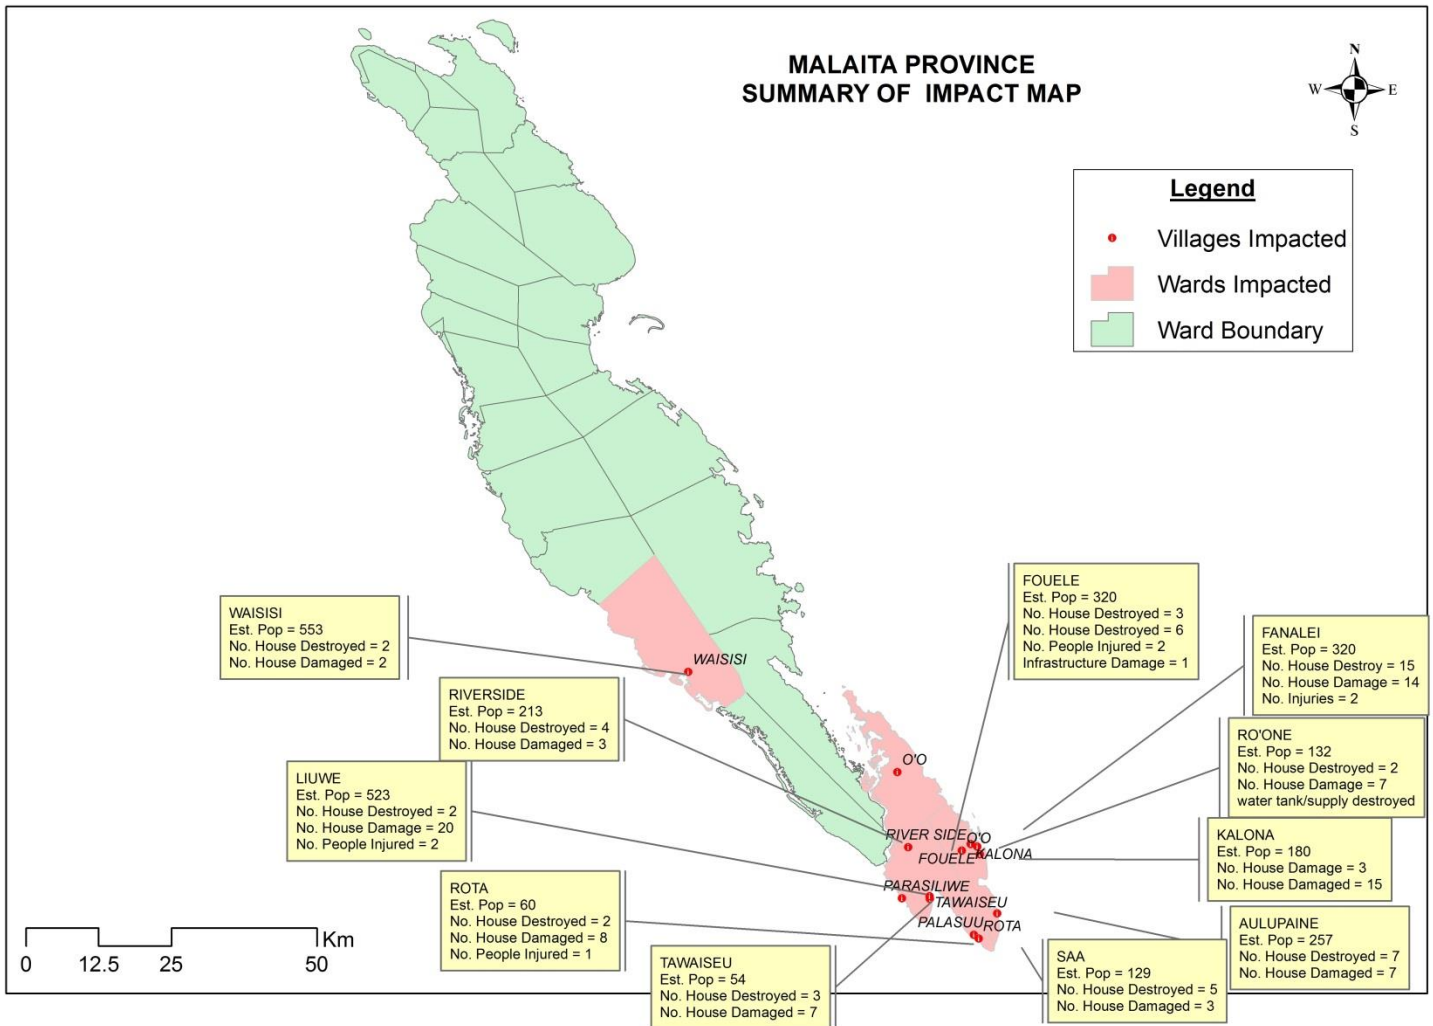 MALAITA PROVINCE
SUMMARY OF IMPACT MAP
N
W
E
S
Legend
Villages Impacted
Wards Impacted
Ward Boundary
FOUELE
Est. Pop = 320
No. House Destroyed = 3
No. House Destroyed = 6
No. People Injured = 2
Infrastructure Damage = 1
FANALEI
Est. Pop = 320
No. House Destroy = 15
No. House Damage = 14
No. Injuries = 2
WAISISI
Est. Pop = 553
No. House Destroyed = 2
No. House Damaged = 2
WAISISI
RIVERSIDE
Est. Pop = 213
No. House Destroyed = 4
No. House Damaged = 3
RO'ONE
Est. Pop = 132
No. House Destroyed = 2
No. House Damage = 7
water tank/supply destroyed
O'O
LIUWE
Est. Pop = 523
No. House Destroyed = 2
No. House Damage = 20
No. People Injured = 2
RIVER SIDE
O'O
FOUELE
KALONA
KALONA
Est. Pop = 180
No. House Damage = 3
No. House Damaged = 15
PARASILIWE
TAWAISEU
PALASUU
ROTA
ROTA
Est. Pop = 60
No. House Destroyed = 2
No. House Damaged = 8
No. People Injured = 1
AULUPAINE
Est. Pop = 257
No. House Destroyed = 7
No. House Damaged = 7
TAWAISEU
Est. Pop = 54
No. House Destroyed = 3
No. House Damaged = 7
SAA
Est. Pop = 129
No. House Destroyed = 5
No. House Damaged = 3
Km
0 12.5 25 50